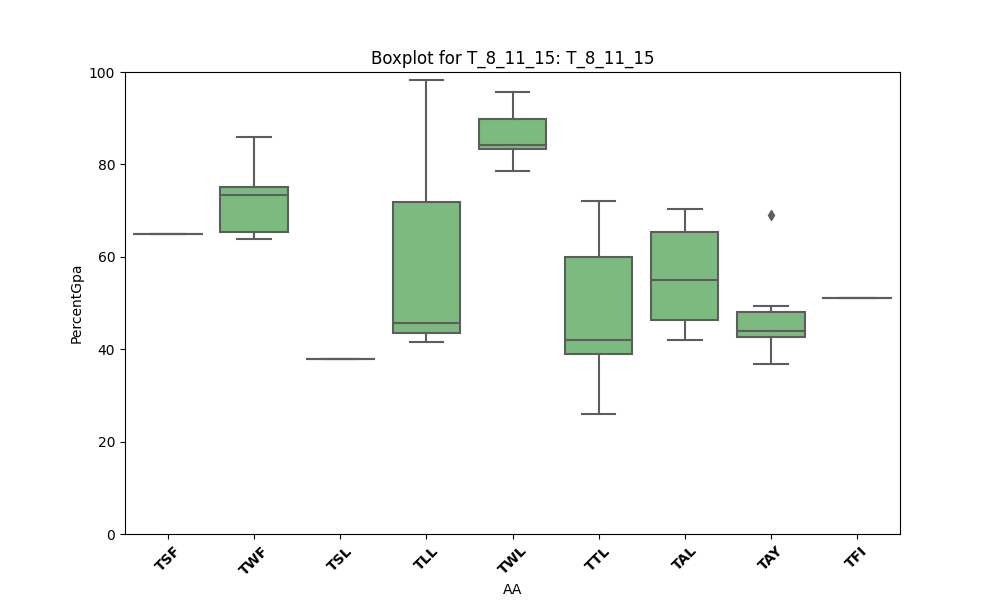 Boxplot for T_8_11_15: T_8_11_15
PercentGpa
100
80
60
40
20
0
TSF TWF TSL TLL TWL TTL TAL TAY TFI
AA